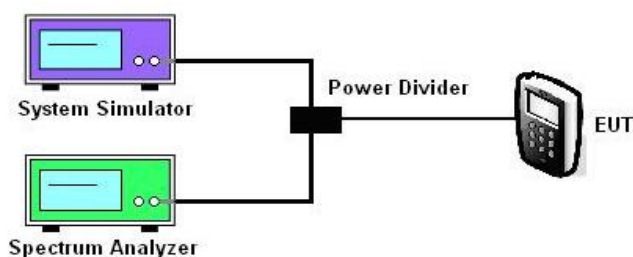 System Simulator
Power Divider
EUT
Spectrum Analyzer